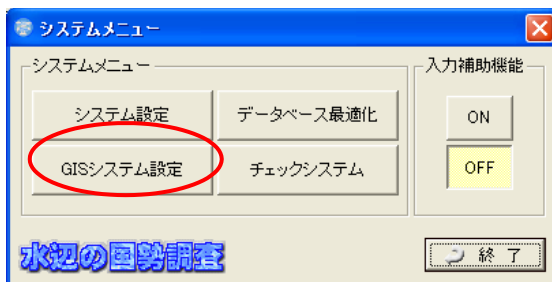 システムメニュー
システムメニュー
入力補助機能
システム設定
データベース最適化
ON
GISシステム設定
チェックシステム
OFF
水辺の国勢調査
終了